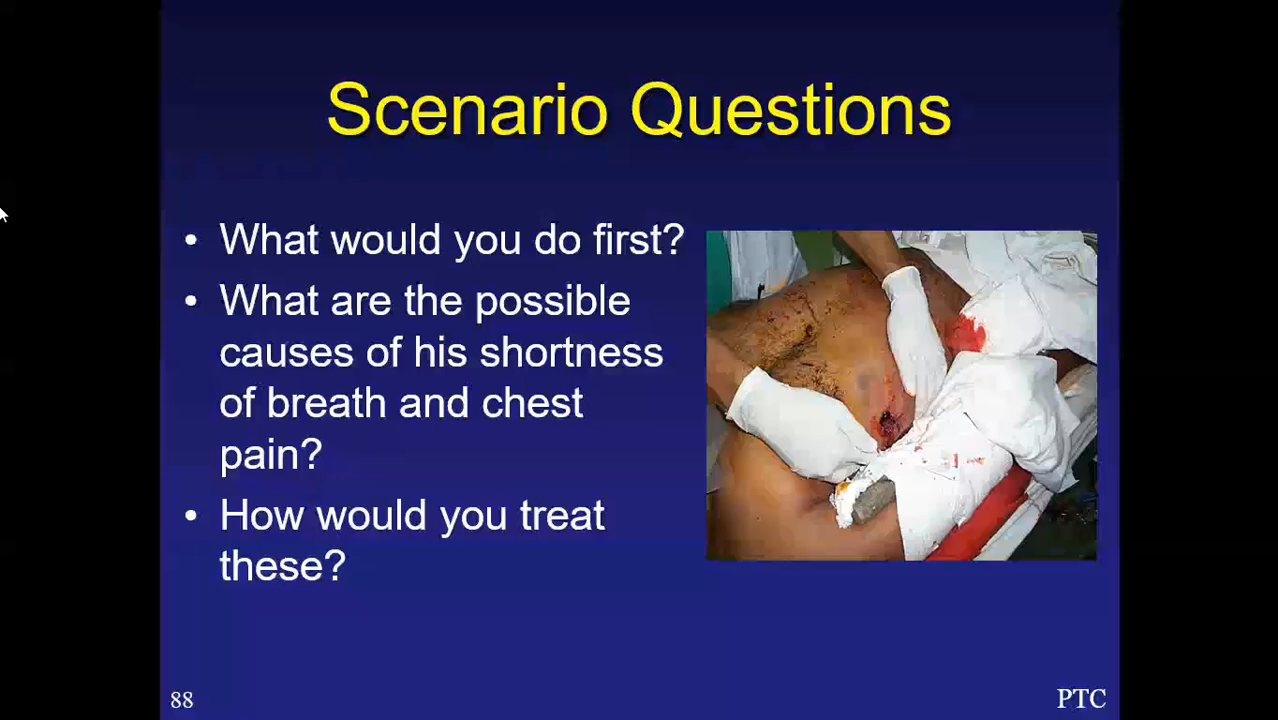 Scenario Questions
• What would you do first?
• What are the possible
causes of his shortness
of breath and chest
pain?
• How would you treat
these?
88
PTC